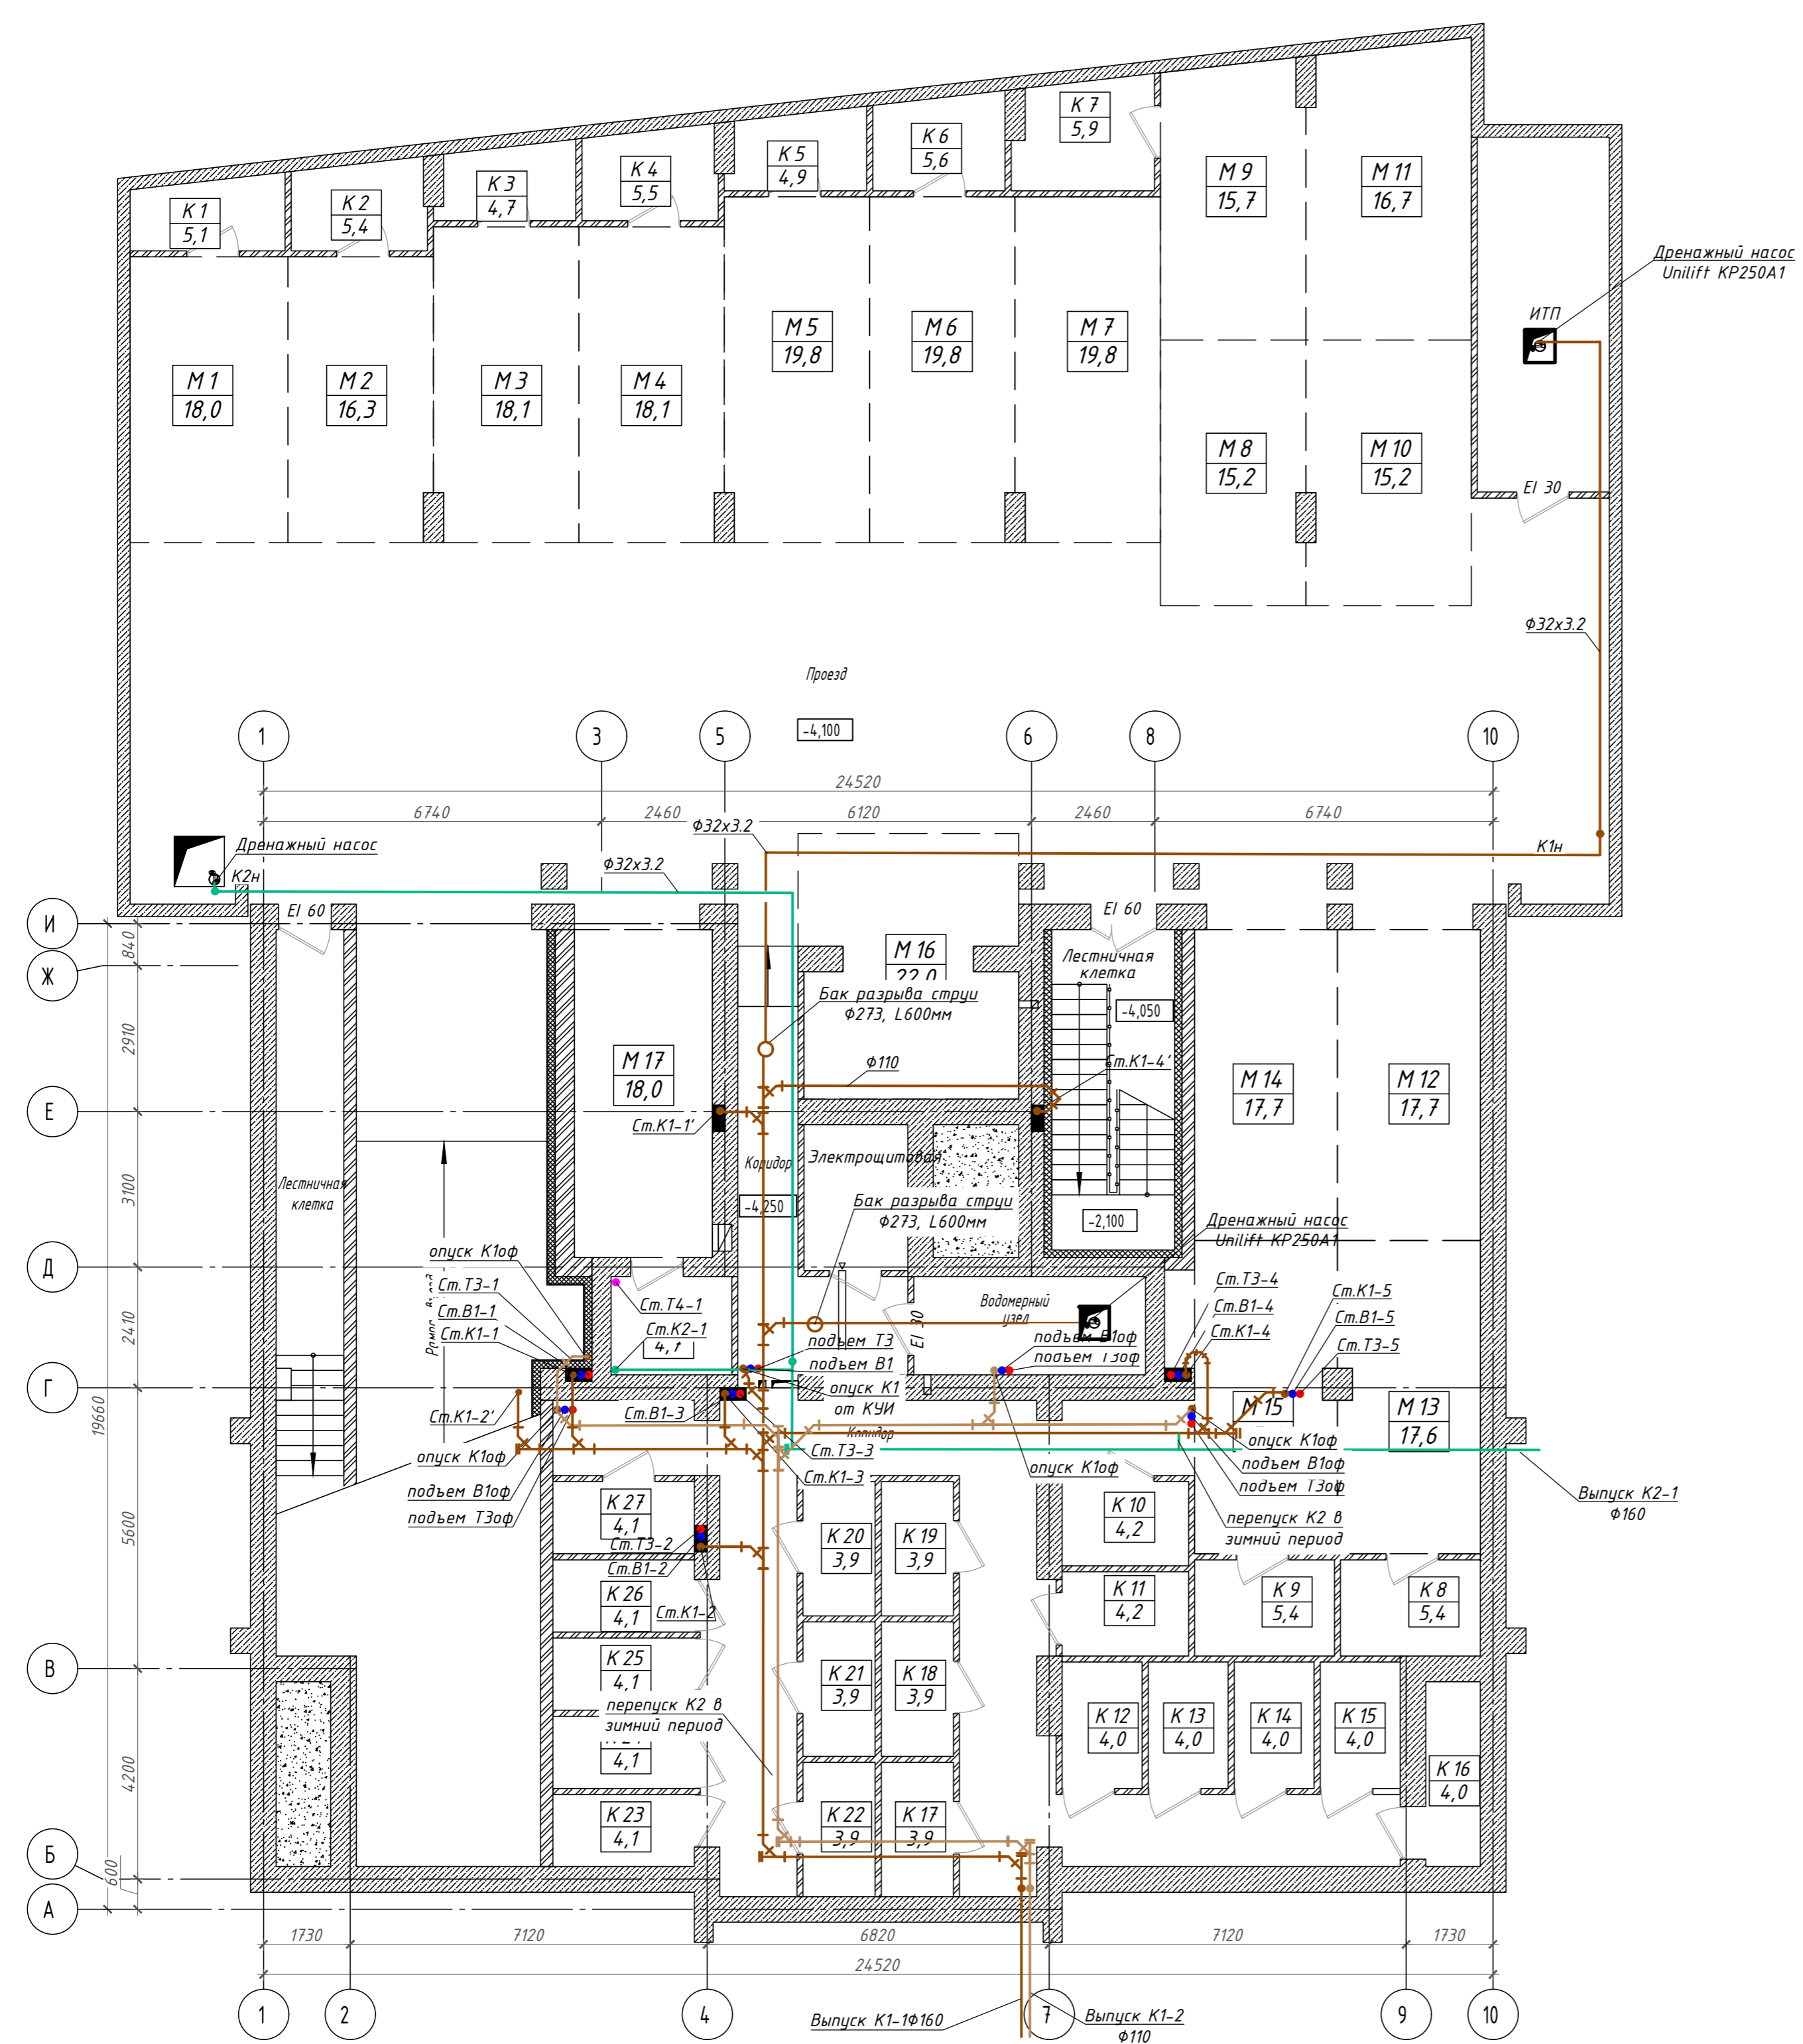 К 7
5,9
К 6
5,6
К 5
4,9
К 4
5,5
К 3
4,7
К 2
5,4
К 1
5,1
М 9
15,7
М 11
16,7
Дренажный насос
Unilift KP250A1
ИТП
М 1
18,0
М 2
16,3
М 3
18,1
М 4
18,1
М 5
19,8
М 6
19,8
М 7
19,8
М 8
15,2
М 10
15,2
EI 30
Ф32х3.2
Проезд
-4,100
1
3
5
6
8
10
24520
6740
2460
6120
2460
6740
Ф32х3.2
К1н
Дренажный насос
К2н
Ф32х3.2
EI 60
EI 60
И
Ж
Е
Д
Г
В
Б
А
840
2910
3100
2410
19660
5600
4200
600
М 16
22,0
Лестничная
клетка
-4,050
Бак разрыва струи
Ф273, L600мм
Ф110
Ст.К1-4'
М 17
18,0
М 14
17,7
М 12
17,7
Ст.К1-1'
Коридор
Электрощитовая
Лестничная
клетка
-4,250
Бак разрыва струи
Ф273, L600мм
-2,100
Дренажный насос
Unilift KP250A1
опуск К1оф
Ст.Т3-1
Ст.В1-1
Ст.К1-1
Ст.Т4-1
Ст.К2-1
4,7
Водомерный
узел
EI 30
подъем Т3
подъем В1
опуск К1
от КУИ
подъем В1оф
подъем Т3оф
Ст.Т3-4
Ст.В1-4
Ст.К1-4
Ст.К1-5
Ст.В1-5
Ст.Т3-5
Ст.К1-2'
Ст.В1-3
Коридор
Ст.Т3-3
Ст.К1-3
М 15
М 13
17,6
опуск К1оф
опуск К1оф
опуск К1оф
подъем В1оф
подъем Т3оф
подъем В1оф
подъем Т3оф
Выпуск К2-1
Ф160
перепуск К2 в
зимний период
К 27
4,1
Ст.Т3-2
Ст.В1-2
К 26
4,1
Ст.К1-2
К 25
4,1
перепуск К2 в
зимний период
4,1
К 23
4,1
К 20
3,9
К 19
3,9
К 21
3,9
К 18
3,9
К 22
3,9
К 17
3,9
К 10
4,2
К 11
4,2
К 9
5,4
К 8
5,4
К 12
4,0
К 13
4,0
К 14
4,0
К 15
4,0
К 16
4,0
1730
7120
6820
7120
1730
24520
1
2
4
7
9
10
Выпуск К1-1Ф160
Выпуск К1-2
Ф110